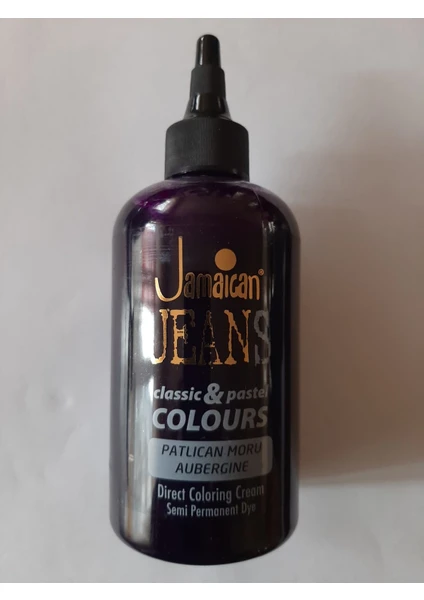 Jamaican®
JEANS
classic & pastel
COLOURS
PATLICAN MORU
AUBERGINE
Direct Coloring Cream
Semi Permanent Dye